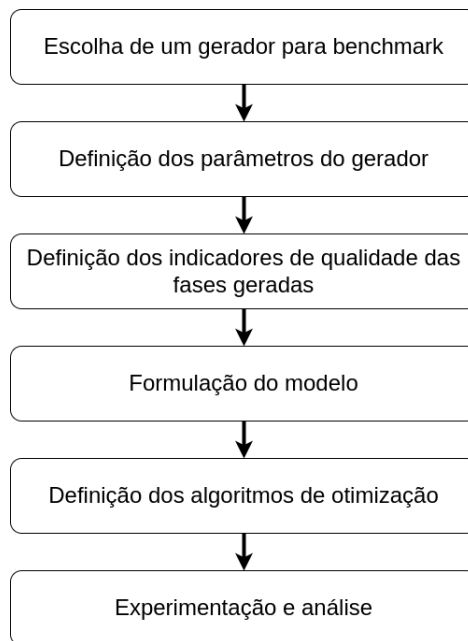 Escolha de um gerador para benchmark
Definição dos parâmetros do gerador
Definição dos indicadores de qualidade das
fases geradas
Formulação do modelo
Definição dos algoritmos de otimização
Experimentação e análise